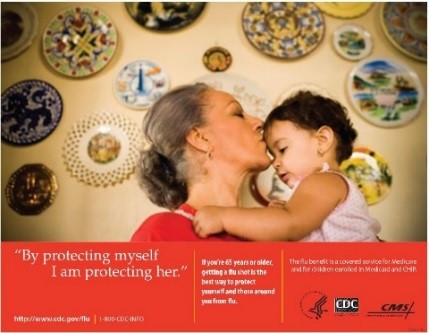 “By protecting myself
I am protecting her.”
If you're 65 years or older,
getting a flu shot is the
best way to protect
yourself and those around
you from flu.
The flu benefit is a covered service for Medicare
and for children enrolled in Medicaid and CHIP.
http://www.cdc.gov/flu | 1-800-CDC-INFO
CDC
CMS